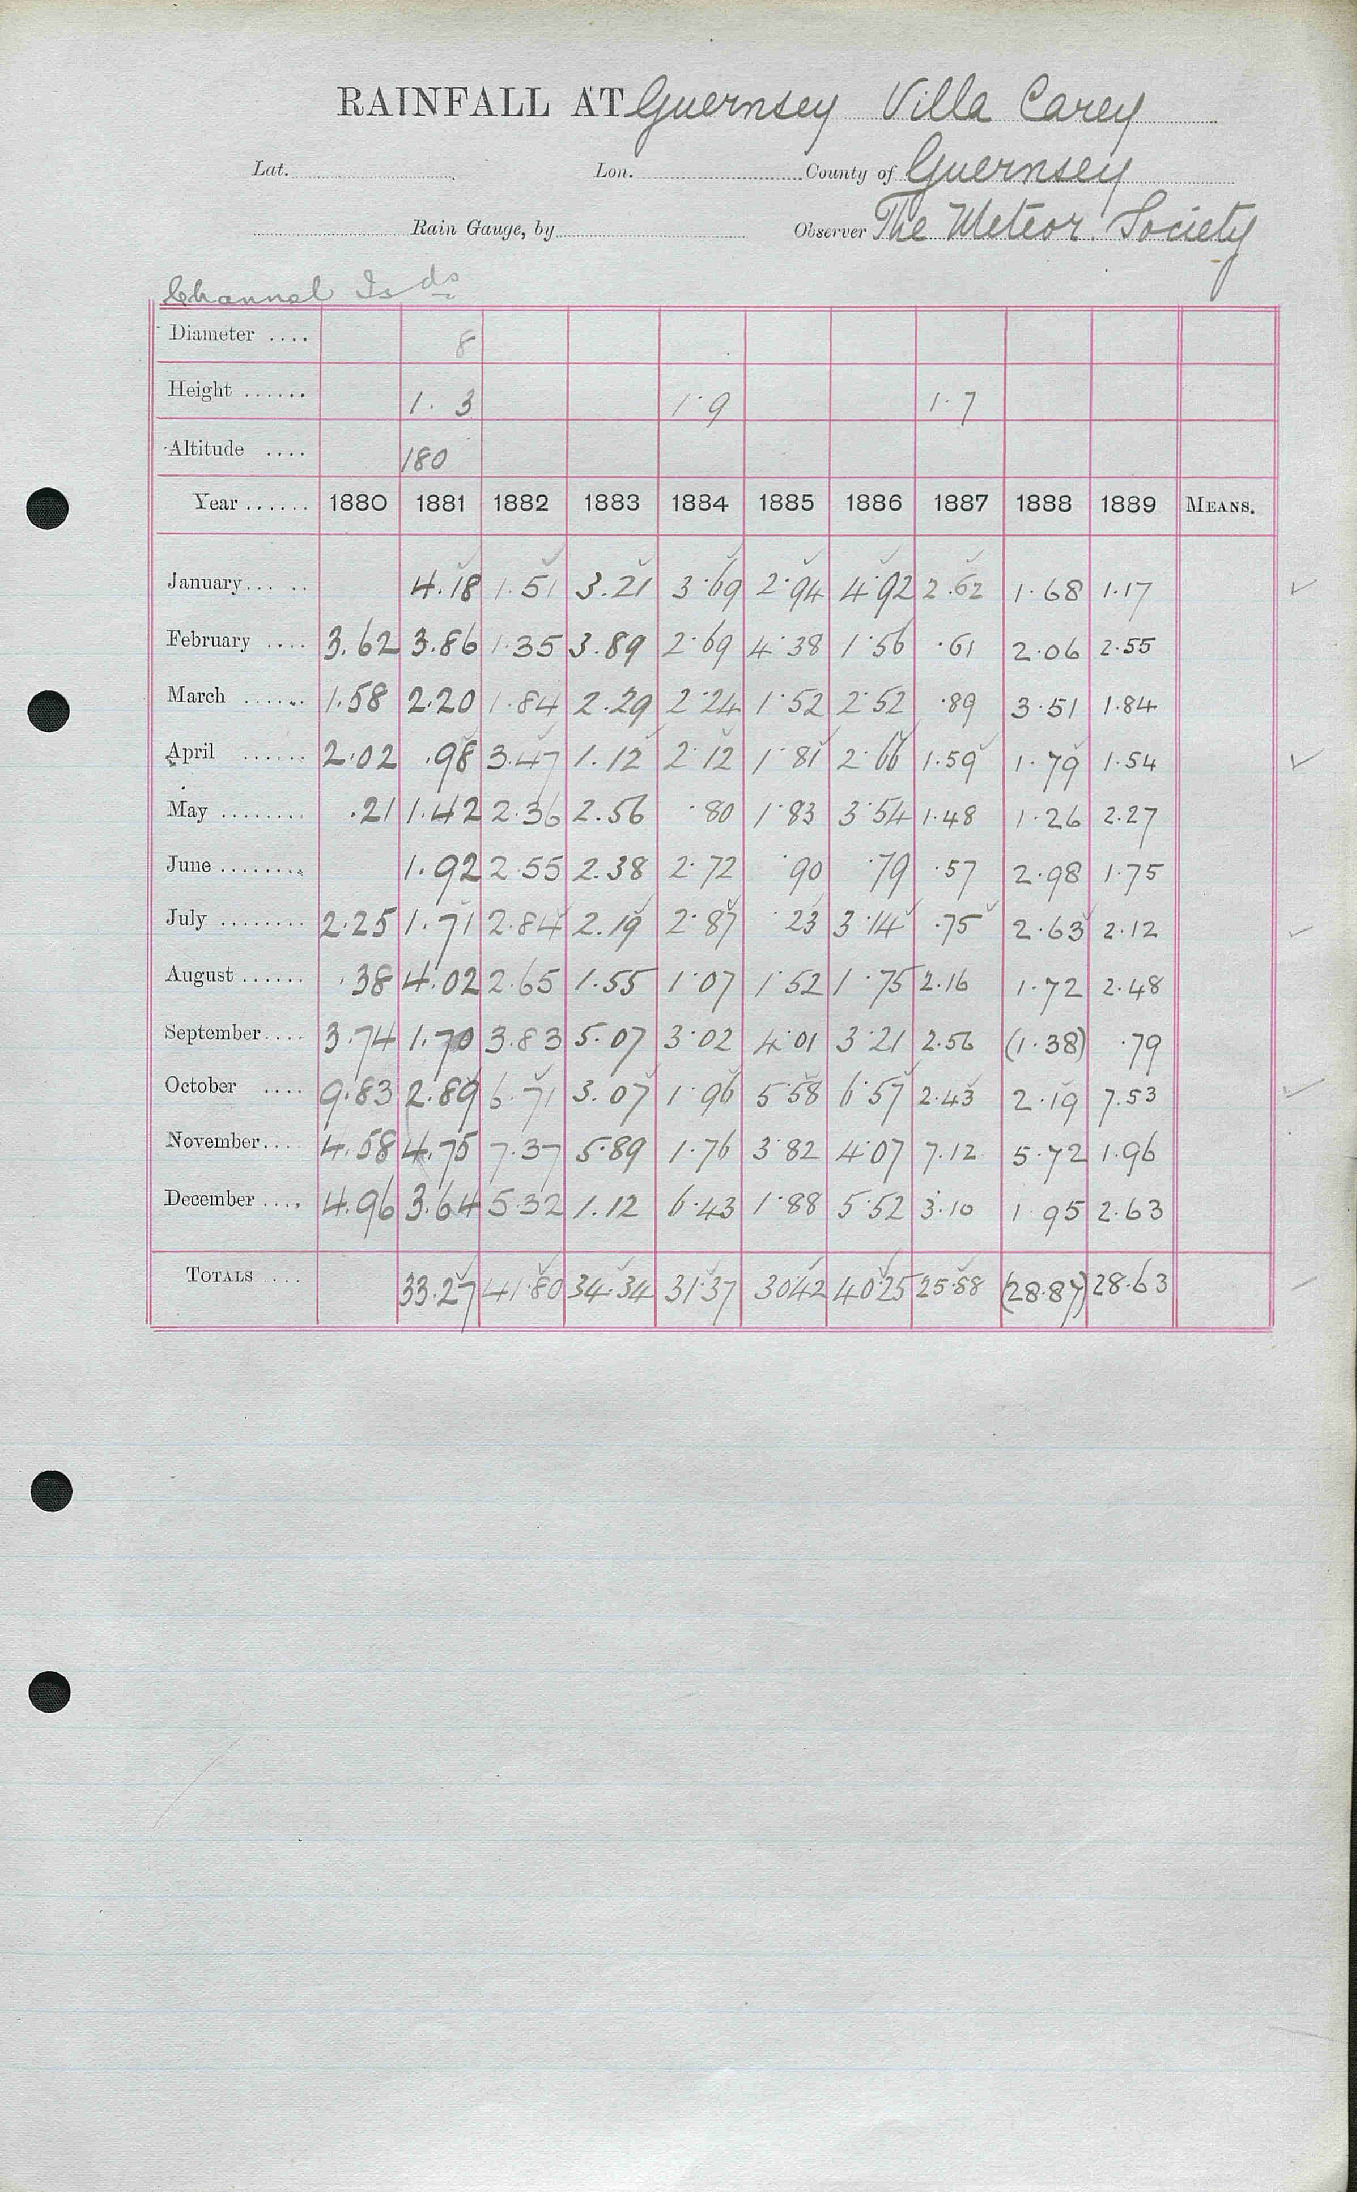 RAINFALL AT Guernsey Villa Carey
Lat. Lon. County of Guernsey
Rain Gauge, by Observer The Meteor. Society
Channel Isds
Diameter .... 8
Height ...... 1.3 1.9 1.7
Altitude .... 180
Year ...... 1880 1881 1882 1883 1884 1885 1886 1887 1888 1889 MEANS.
January... .. 4.18 1.51 3.21 3.69 2.94 4.92 2.62 1.68 1.17
February .... 3.62 3.86 1.35 3.89 2.69 4.38 1.56 .61 2.06 2.55
March ...... 1.58 2.20 1.84 2.29 2.24 1.52 2.52 .89 3.51 1.84
April ...... 2.02 .98 3.47 1.12 2.12 1.81 2.66 1.59 1.79 1.54
May ........ .21 1.42 2.36 2.56 .80 1.83 3.54 1.48 1.26 2.27
June ........ 1.92 2.55 2.38 2.72 .90 .79 .57 2.98 1.75
July ........ 2.25 1.71 2.84 2.19 2.87 .23 3.14 .75 2.63 2.12
August ...... .38 4.02 2.65 1.55 1.07 1.52 1.75 2.16 1.72 2.48
September.... 3.74 1.70 3.83 5.07 3.02 4.01 3.21 2.56 (1.38) .79
October .... 9.83 2.89 6.71 3.07 1.96 5.58 6.57 2.43 2.19 7.53
November.... 4.58 4.75 7.37 5.89 1.76 3.82 4.07 7.12 5.72 1.96
December .... 4.96 3.64 5.32 1.12 6.43 1.88 5.52 3.10 1.95 2.63
TOTALS .... 33.27 41.80 34.34 31.37 30.42 40.25 25.88 (28.87) 28.63